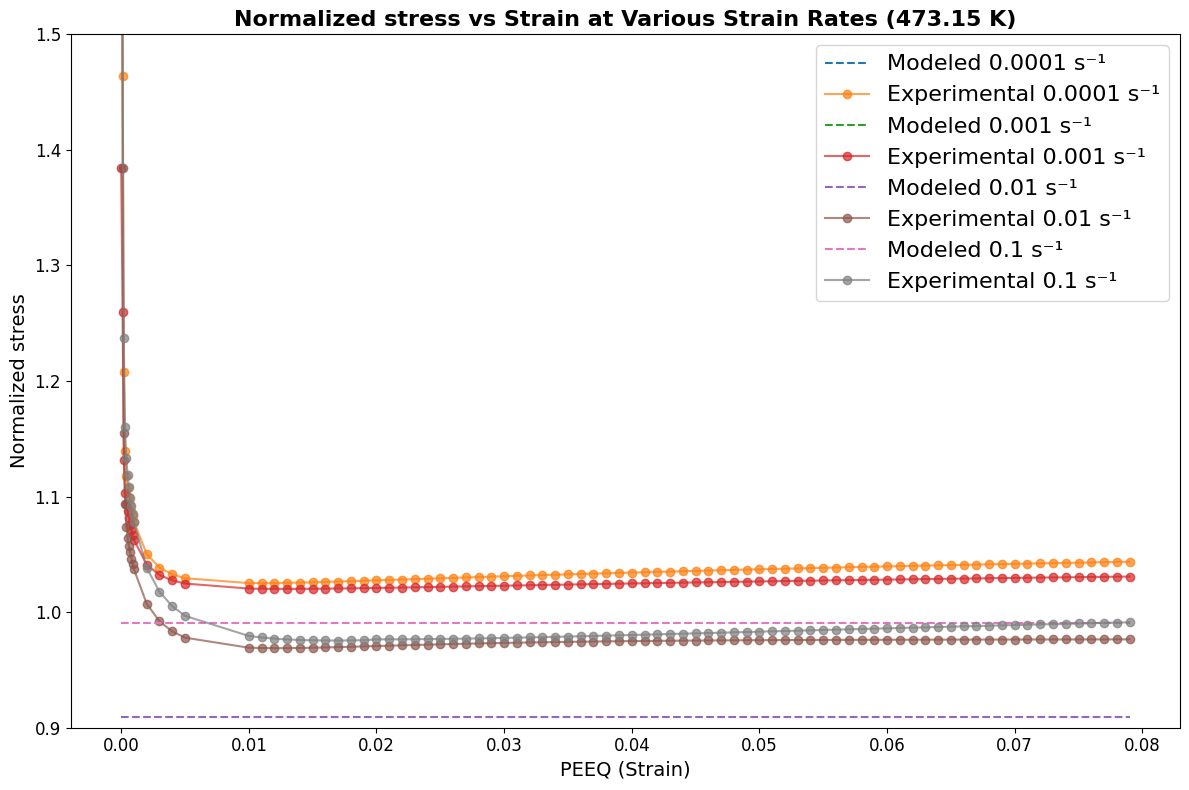 Normalized stress vs Strain at Various Strain Rates (473.15 K)
Modeled 0.0001 s⁻¹
Experimental 0.0001 s⁻¹
Modeled 0.001 s⁻¹
Experimental 0.001 s⁻¹
Modeled 0.01 s⁻¹
Experimental 0.01 s⁻¹
Modeled 0.1 s⁻¹
Experimental 0.1 s⁻¹
Normalized stress
1.5
1.4
1.3
1.2
1.1
1.0
0.9
0.00 0.01 0.02 0.03 0.04 0.05 0.06 0.07 0.08
PEEQ (Strain)